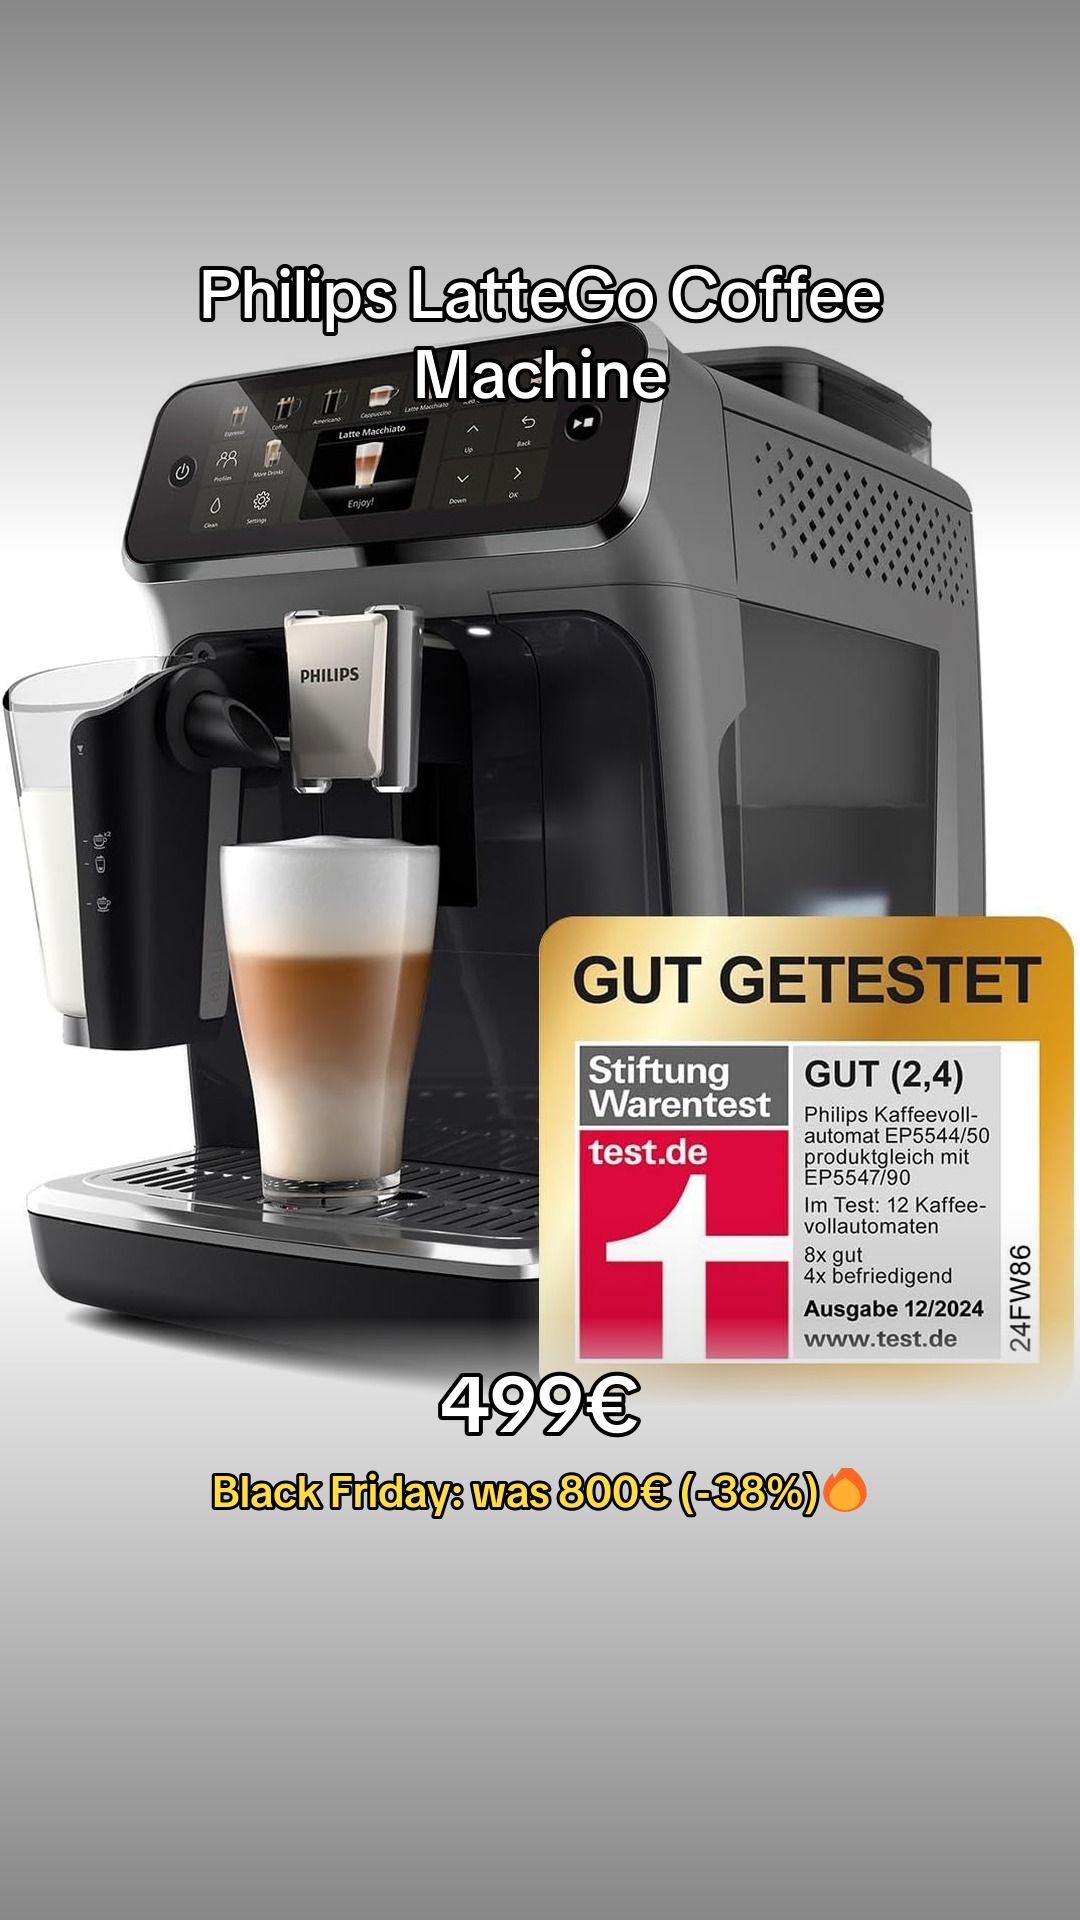 Philips LatteGo Coffee
Machine
Espresso
Coffee
Americano
Cappuccino
Latte Macchiato
Latte Macchiato
Enjoy!
Profiles
More Drinks
Clean
Settings
Up
Back
Down
OK
PHILIPS
GUT GETESTET
Stiftung
Warentest
test.de
GUT (2,4)
Philips Kaffeevoll-
automat EP5544/50
produktgleich mit
EP5547/90
Im Test: 12 Kaffee-
vollautomaten
8x gut
4x befriedigend
Ausgabe 12/2024
www.test.de
24FW86
499€
Black Friday: was 800€ (-38%)🔥